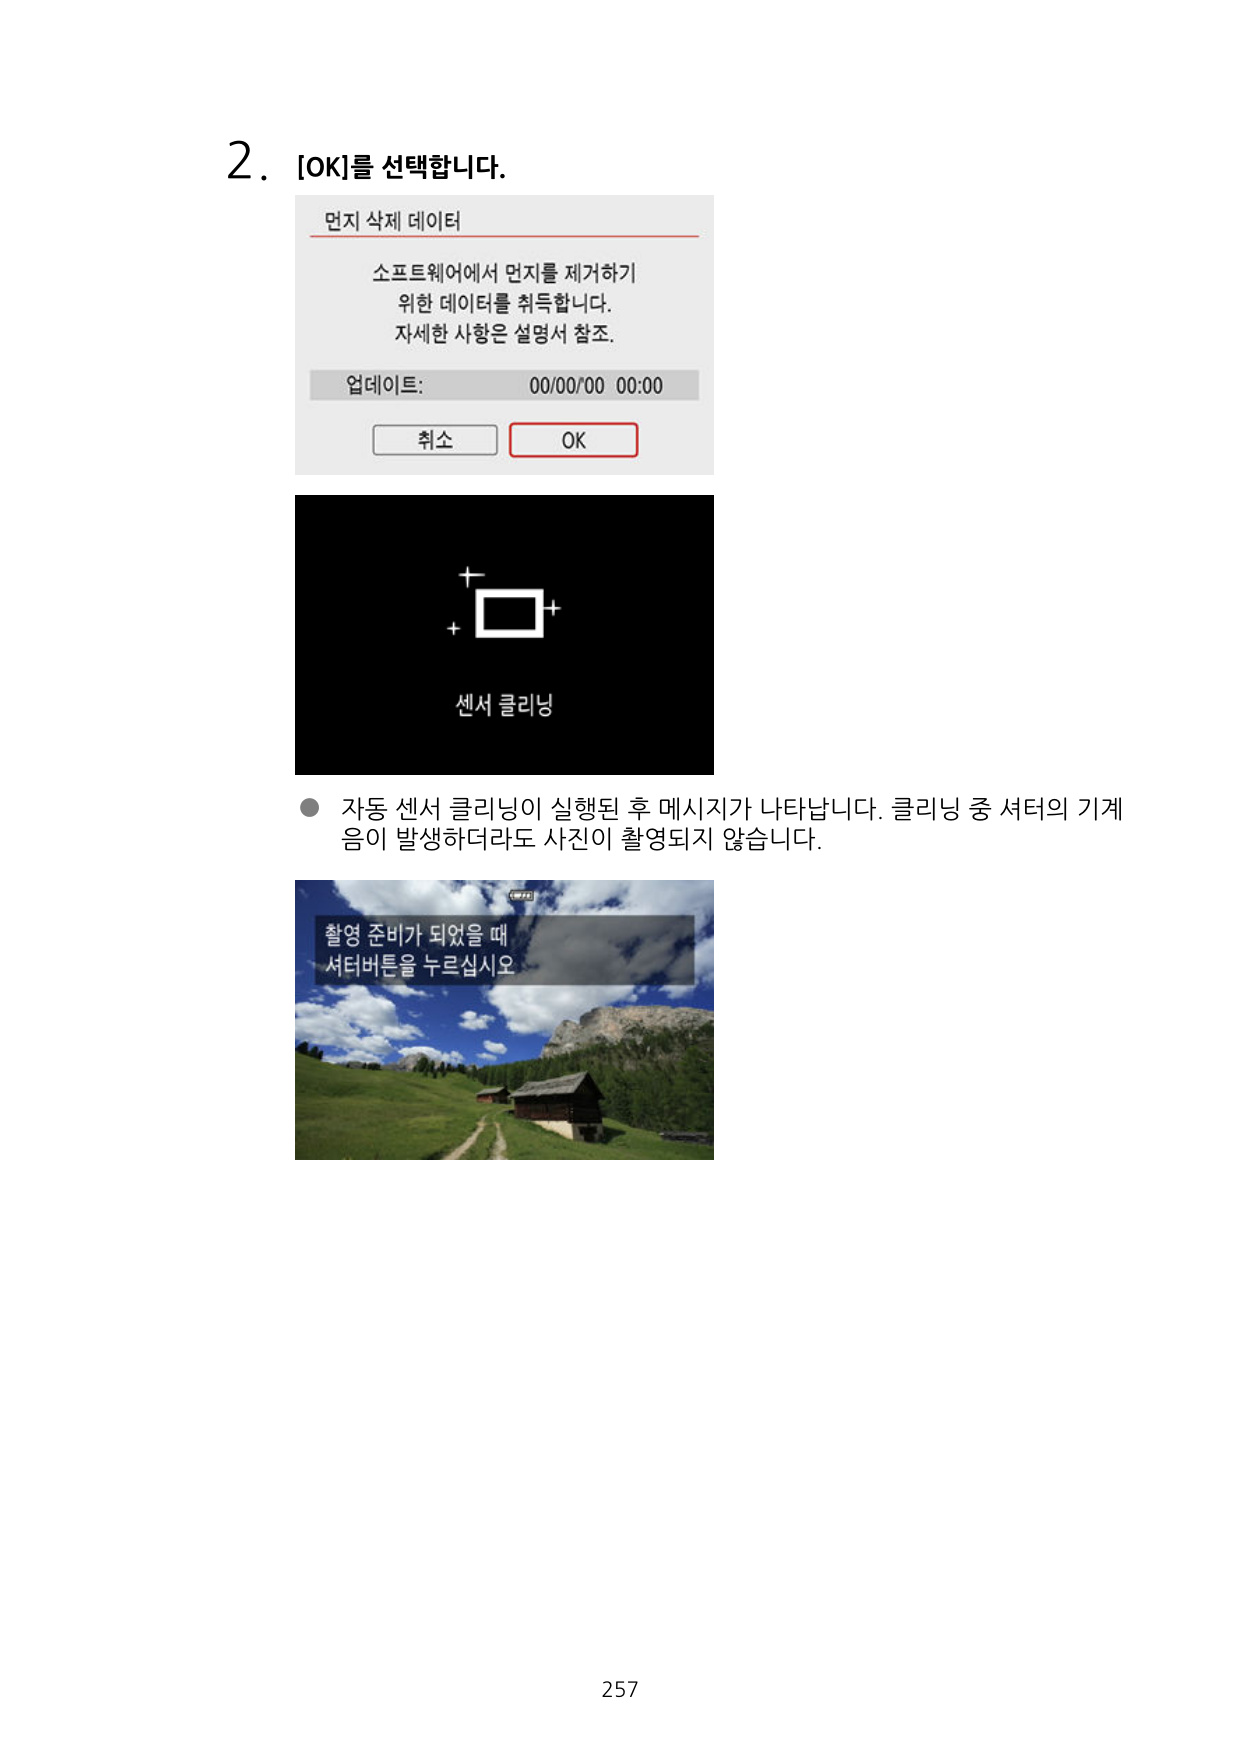 2. [OK]를 선택합니다.
먼지 삭제 데이터
소프트웨어에서 먼지를 제거하기
위한 데이터를 취득합니다.
자세한 사항은 설명서 참조.
업데이트: 00/00/'00 00:00
취소 OK
센서 클리닝
● 자동 센서 클리닝이 실행된 후 메시지가 나타납니다. 클리닝 중 셔터의 기계
음이 발생하더라도 사진이 촬영되지 않습니다.
촬영 준비가 되었을 때
셔터버튼을 누르십시오
257